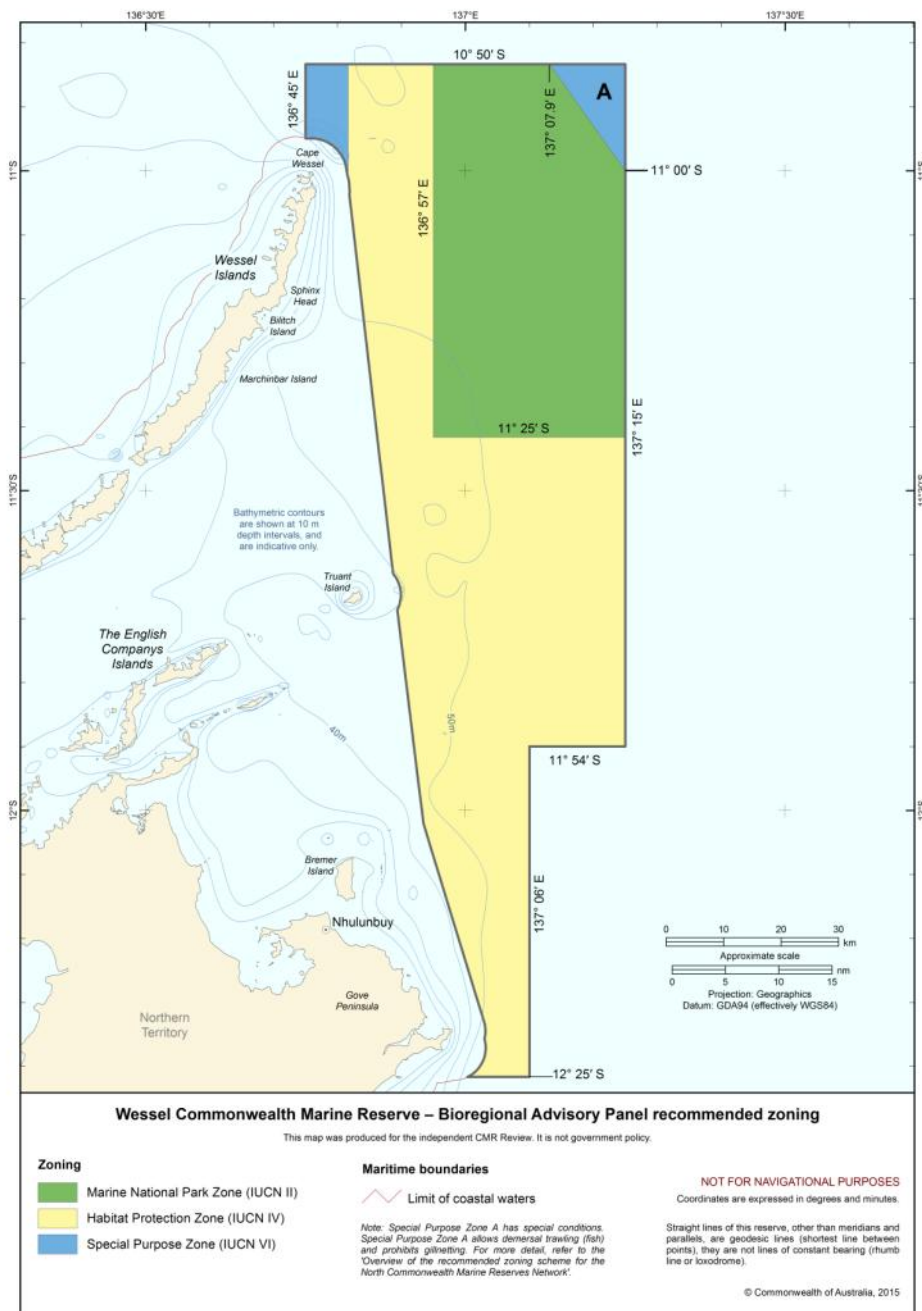 136°30'E
137°E
137°30'E
10° 50' S
136° 45' E
137° 07.9' E
A
Cape
Wessel
11°S
11° 00' S
11°S
136° 57' E
Wessel
Islands
Sphinx
Head
Bilitch
Island
Marchinbar Island
137° 15' E
11° 25' S
11°30'S
11°30'S
Bathymetric contours
are shown at 10 m
depth intervals, and
are indicative only.
Truant
Island
The English
Companys
Islands
40m
50m
11° 54' S
12°S
12°S
Bremer
Island
137° 06' E
Nhulunbuy
0 10 20 30
km
Approximate scale
0 5 10 15
nm
Projection: Geographics
Datum: GDA94 (effectively WGS84)
Gove
Peninsula
Northern
Territory
12° 25' S
Wessel Commonwealth Marine Reserve – Bioregional Advisory Panel recommended zoning
This map was produced for the independent CMR Review. It is not government policy.
Zoning
Marine National Park Zone (IUCN II)
Habitat Protection Zone (IUCN IV)
Special Purpose Zone (IUCN VI)
Maritime boundaries
Limit of coastal waters
Note: Special Purpose Zone A has special conditions.
Special Purpose Zone A allows demersal trawling (fish)
and prohibits gillnetting. For more detail, refer to the
'Overview of the recommended zoning scheme for the
North Commonwealth Marine Reserves Network'.
NOT FOR NAVIGATIONAL PURPOSES
Coordinates are expressed in degrees and minutes.
Straight lines of this reserve, other than meridians and
parallels, are geodesic lines (shortest line between
points), they are not lines of constant bearing (rhumb
line or loxodrome).
© Commonwealth of Australia, 2015